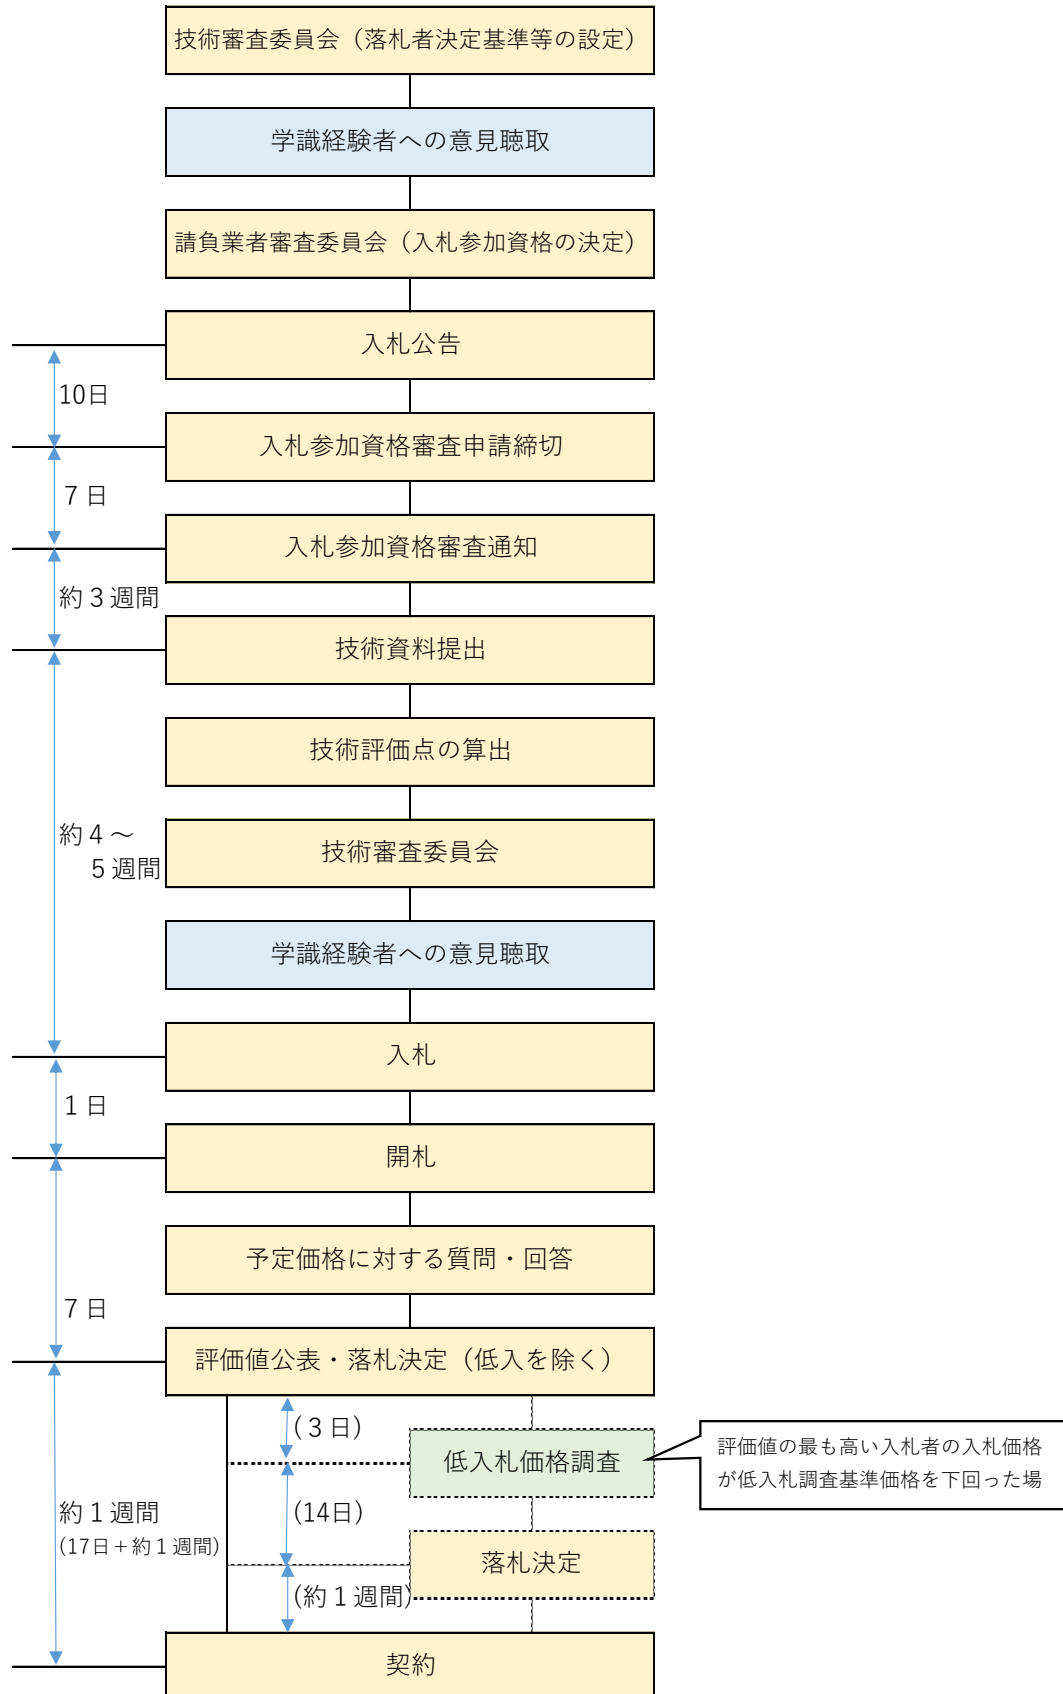 技術審査委員会（落札者決定基準等の設定）
学識経験者への意見聴取
請負業者審査委員会（入札参加資格の決定）
入札公告
10日
入札参加資格審査申請締切
７日
入札参加資格審査通知
約３週間
技術資料提出
技術評価点の算出
約４～
５週間
技術審査委員会
学識経験者への意見聴取
入札
１日
開札
予定価格に対する質問・回答
７日
評価値公表・落札決定（低入を除く）
(３日)
低入札価格調査
評価値の最も高い入札者の入札価格
が低入札調査基準価格を下回った場
約１週間
(17日＋約１週間)
(14日)
落札決定
(約１週間)
契約